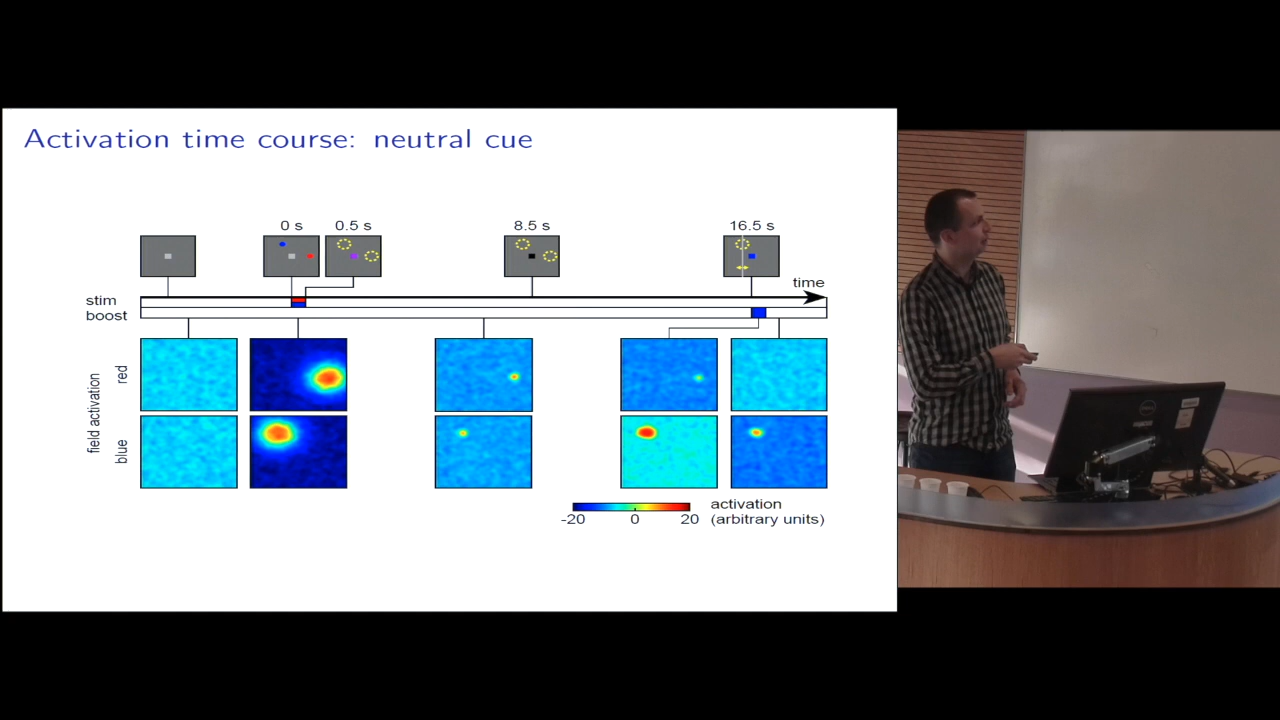 Activation time course: neutral cue
0 s
0.5 s
8.5 s
16.5 s
time
stim
boost
field activation
red
blue
activation
-20
0
20
(arbitrary units)
DELL